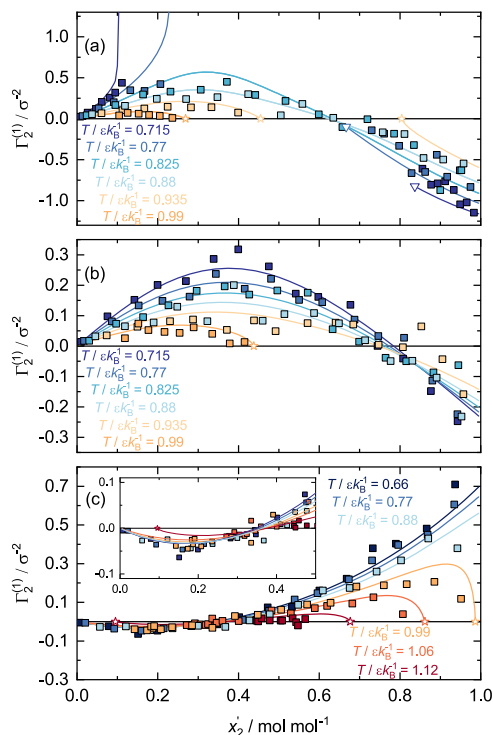 (a)
1.0
0.5
0.0
-0.5
-1.0
Γ₂⁽¹⁾ / σ⁻²
T / εk_B⁻¹ = 0.715
T / εk_B⁻¹ = 0.77
T / εk_B⁻¹ = 0.825
T / εk_B⁻¹ = 0.88
T / εk_B⁻¹ = 0.935
T / εk_B⁻¹ = 0.99
(b)
0.3
0.2
0.1
0.0
-0.1
-0.2
-0.3
Γ₂⁽¹⁾ / σ⁻²
T / εk_B⁻¹ = 0.715
T / εk_B⁻¹ = 0.77
T / εk_B⁻¹ = 0.825
T / εk_B⁻¹ = 0.88
T / εk_B⁻¹ = 0.935
T / εk_B⁻¹ = 0.99
(c)
0.1
0.0
-0.1
0.0
0.2
0.4
T / εk_B⁻¹ = 0.66
T / εk_B⁻¹ = 0.77
T / εk_B⁻¹ = 0.88
0.7
0.5
0.3
0.1
-0.1
-0.3
Γ₂⁽¹⁾ / σ⁻²
T / εk_B⁻¹ = 0.99
T / εk_B⁻¹ = 1.06
T / εk_B⁻¹ = 1.12
0.0
0.2
0.4
0.6
0.8
1.0
x₂′ / mol mol⁻¹